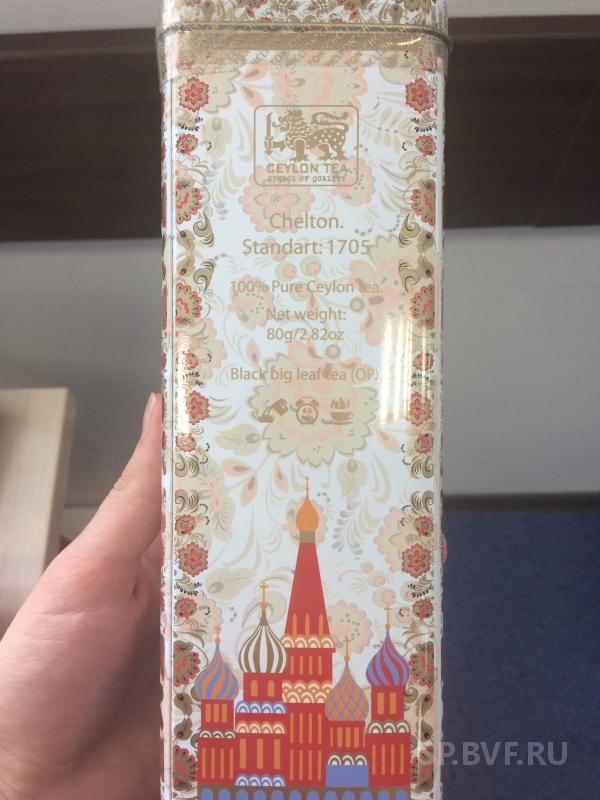 CEYLON TEA
SYMBOL OF QUALITY
Chelton.
Standart: 1705
100% Pure Ceylon tea.
Net weight:
80g/2,82oz
Black big leaf tea (OP).
SP.BVF.RU